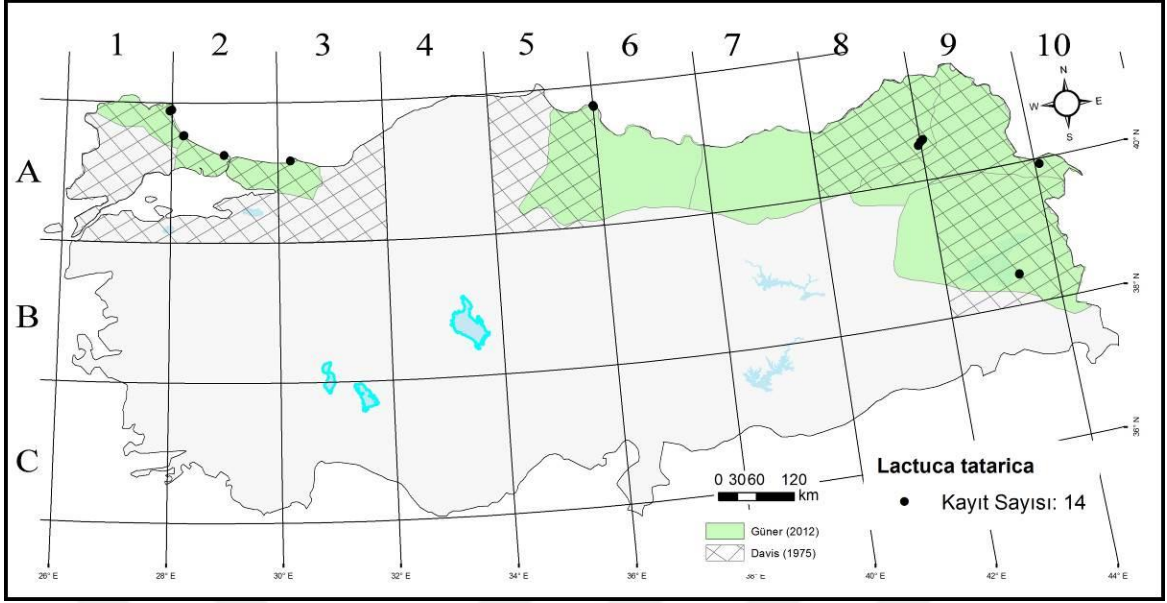 1 2 3 4 5 6 7 8 9 10
N
W E
S
40° N
A
38° N
B
36° N
C
Lactuca tatarica
0 30 60 120
km
Kayıt Sayısı: 14
Güner (2012)
Davis (1975)
26° E 28° E 30° E 32° E 34° E 36° E 40° E 42° E 44° E